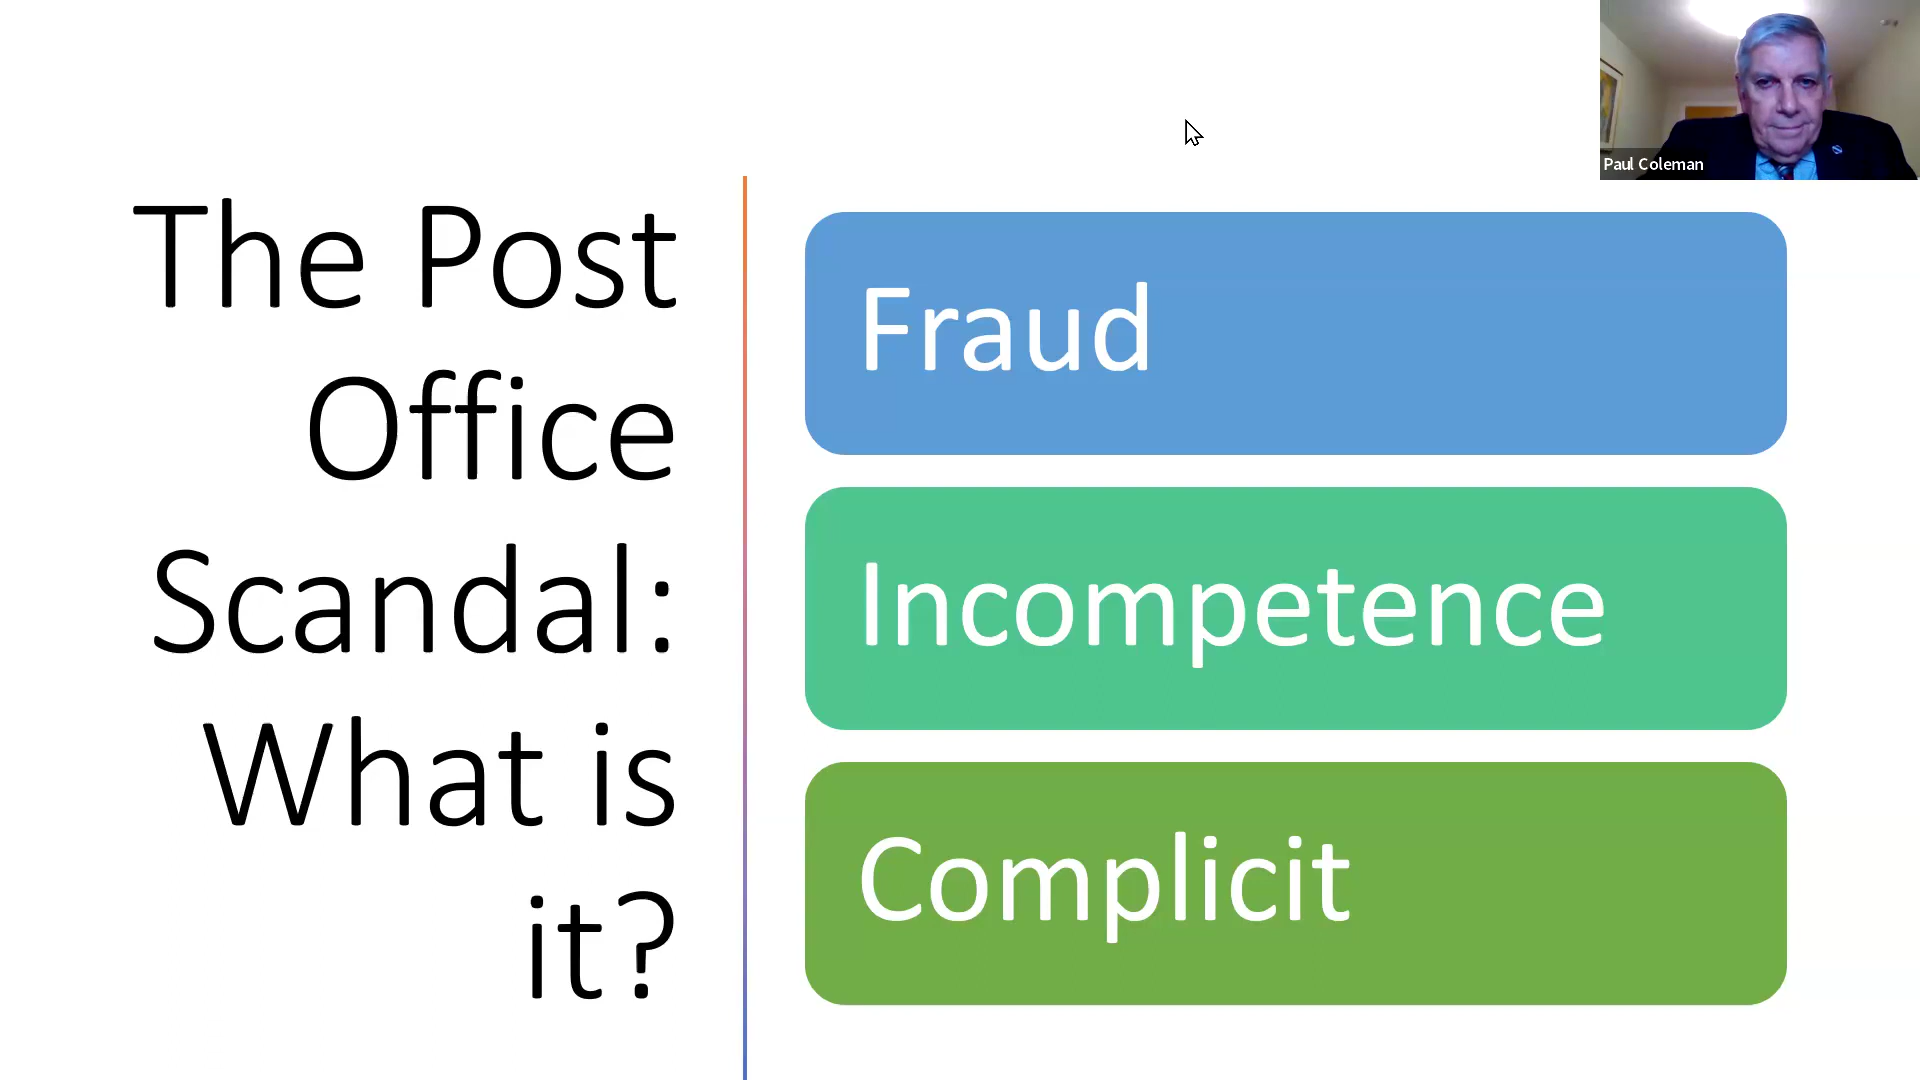 The Post
Office
Scandal:
What is
it?
Fraud
Incompetence
Complicit
Paul Coleman